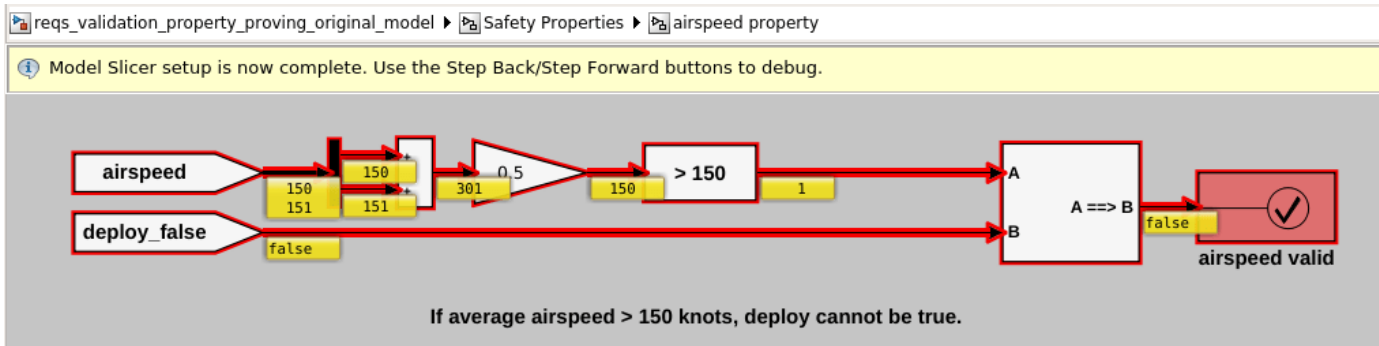 reqs_validation_property_proving_original_model Safety Properties airspeed property
Model Slicer setup is now complete. Use the Step Back/Step Forward buttons to debug.
airspeed
150
151
+
150
+
151
301
0.5
150
> 150
1
deploy_false
false
A
B
A ==> B
false
airspeed valid
If average airspeed > 150 knots, deploy cannot be true.